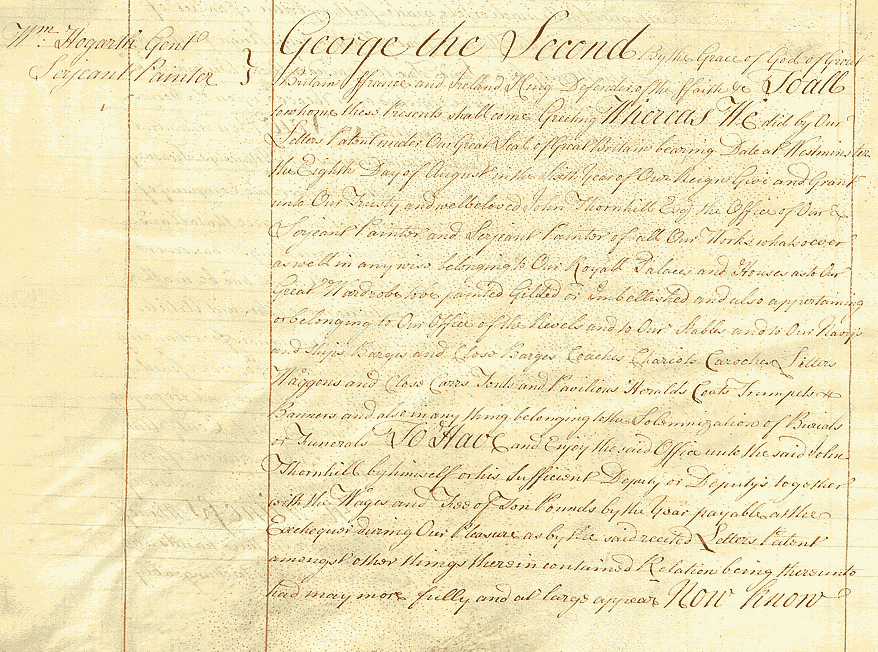 Wm. Hogarth Gent
Serjeant Painter
George the Second By the Grace of God of Great
Britain ffrance and Ireland King Defender of the ffaith &c To all
to whome these Presents shall come Greeting Whereas We did by Our
Letters Patent under Our Great Seal of Great Britain bearing Date at Westminster
the Eighth Day of August in the Sixth Year of Our Reign Give and Grant
unto Our Trusty and welbeloved John Thornhill Esqr the Office of Our
Serjeant Painter and Serjeant Painter of all Our Works whatsoever
as well in any wise belonging to Our Royall Palaces and Houses as to Our
Great Wardrobe to be painted Gilded or Embellished and also appertaining
or belonging to Our Office of the Revels and to Our Stables and to Our Navys
and Ships Barges and Close Barges Coaches Chariots Caroches Litters
Waggons and Close Carrs Tents and Pavilions Heralds Coats Trumpets
Banners and also in any thing belonging to the Solemnization of Burials
or Funerals To Have and Enjoy the said Office unto the said John
Thornhill by himself or his Sufficient Deputy or Deputys together
with the Wages and Fee of Ten Pounds by the Year payable at the
Exchequer during Our Pleasure as by the said recited Letters Patent
amongst other things therein contained Relation being thereunto
had may more fully and at large appear Now Know